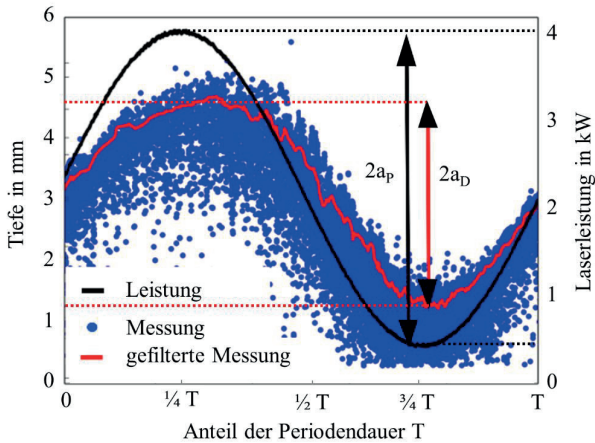 6
5
4
3
2
1
0
Tiefe in mm
4
3
2
1
0
Laserleistung in kW
2a_P
2a_D
Leistung
Messung
gefilterte Messung
0
¼ T
½ T
¾ T
T
Anteil der Periodendauer T